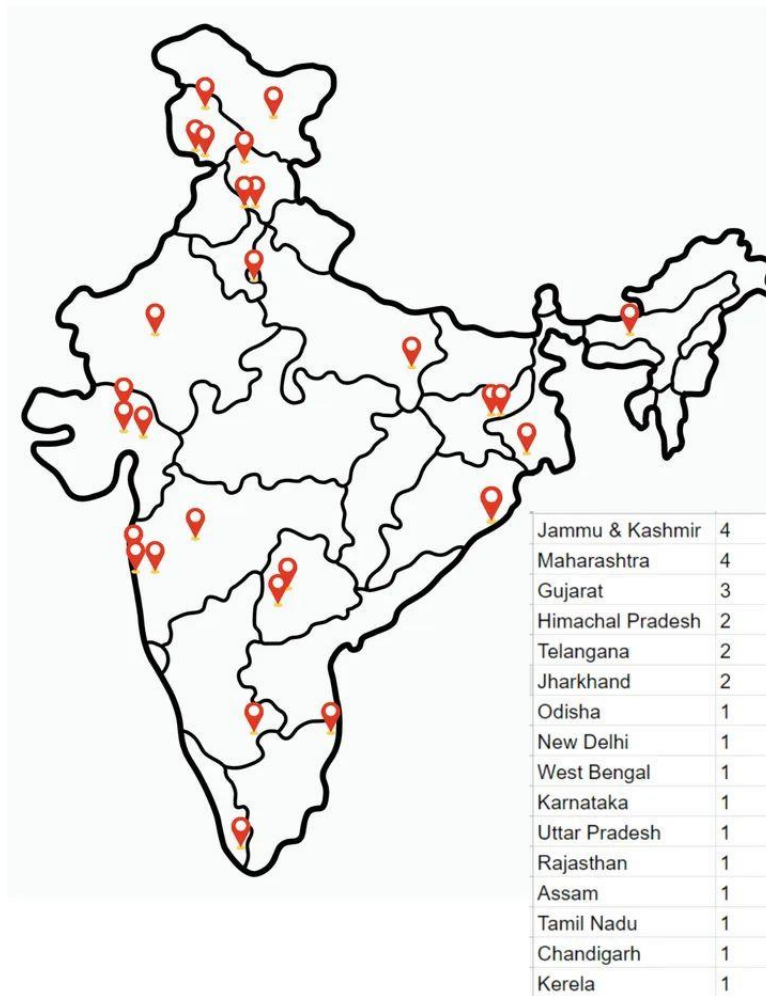 Jammu & Kashmir 4
Maharashtra 4
Gujarat 3
Himachal Pradesh 2
Telangana 2
Jharkhand 2
Odisha 1
New Delhi 1
West Bengal 1
Karnataka 1
Uttar Pradesh 1
Rajasthan 1
Assam 1
Tamil Nadu 1
Chandigarh 1
Kerela 1